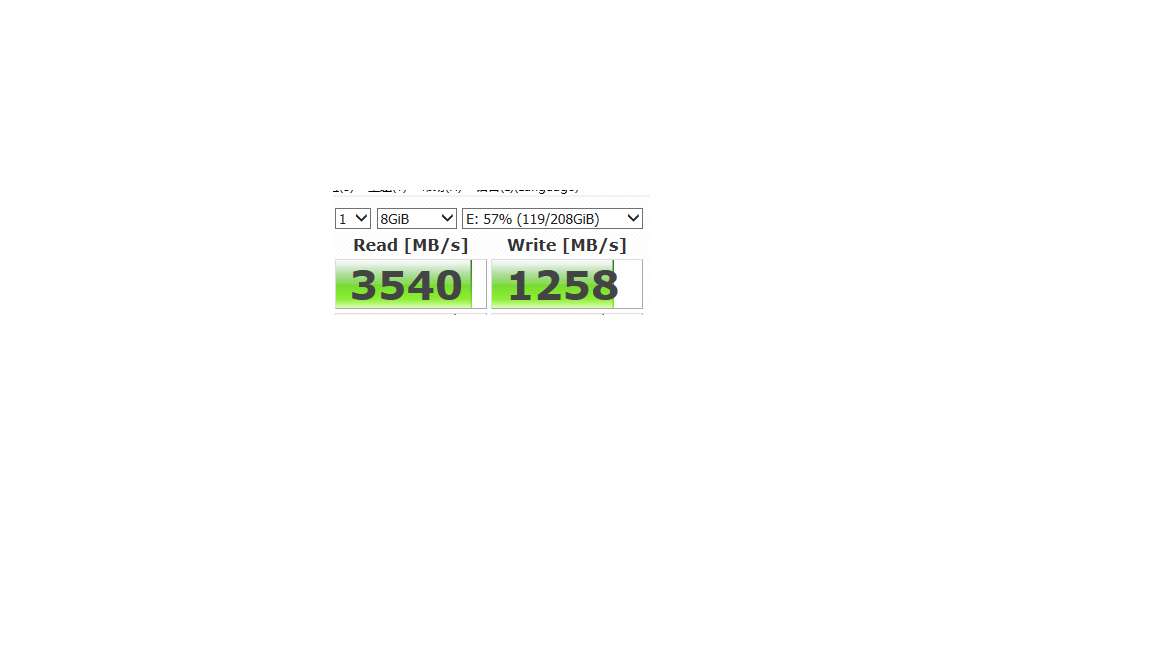 1 8GiB E: 57% (119/208GiB)
Read [MB/s] Write [MB/s]
3540 1258